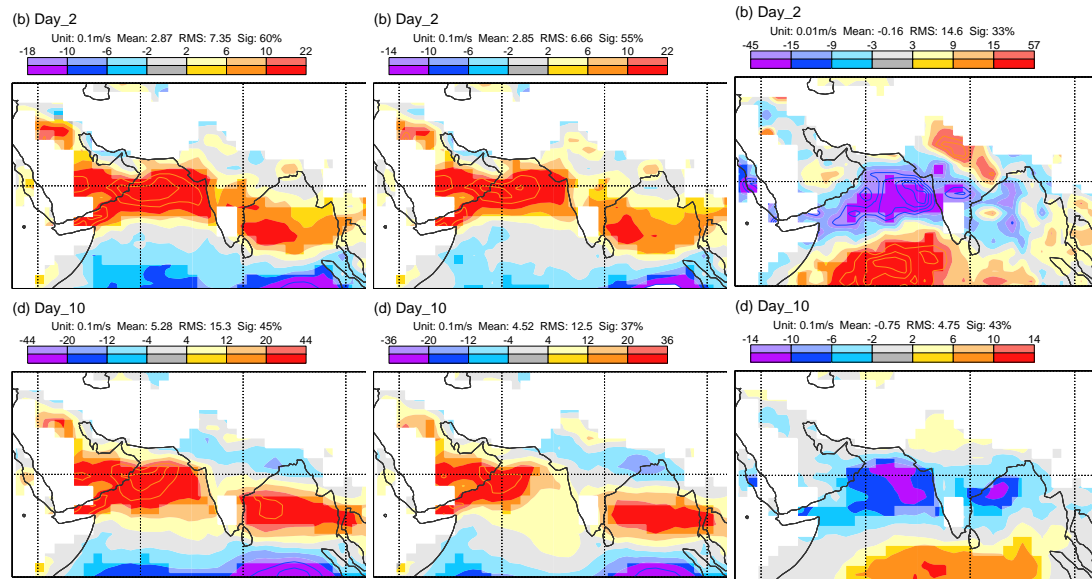 (b) Day_2
Unit: 0.1m/s Mean: 2.87 RMS: 7.35 Sig: 60%
-18 -10 -6 -2 2 6 10 22
(b) Day_2
Unit: 0.1m/s Mean: 2.85 RMS: 6.66 Sig: 55%
-14 -10 -6 -2 2 6 10 22
(b) Day_2
Unit: 0.01m/s Mean: -0.16 RMS: 14.6 Sig: 33%
-45 -15 -9 -3 3 9 15 57
(d) Day_10
Unit: 0.1m/s Mean: 5.28 RMS: 15.3 Sig: 45%
-44 -20 -12 -4 4 12 20 44
(d) Day_10
Unit: 0.1m/s Mean: 4.52 RMS: 12.5 Sig: 37%
-36 -20 -12 -4 4 12 20 36
(d) Day_10
Unit: 0.1m/s Mean: -0.75 RMS: 4.75 Sig: 43%
-14 -10 -6 -2 2 6 10 14